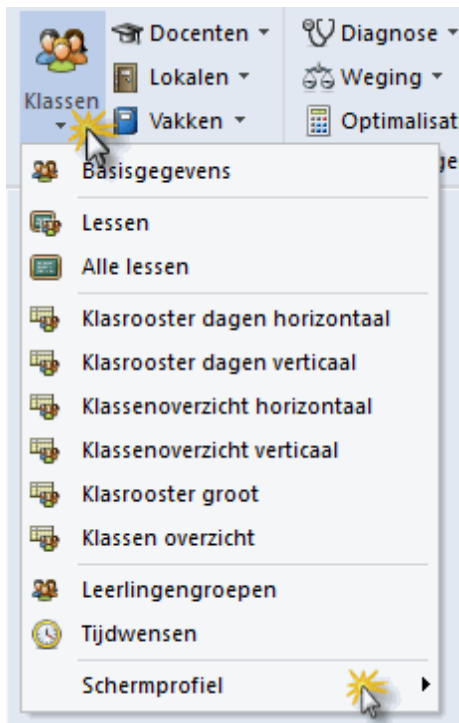 Docenten
Diagnose
Lokalen
Weging
Klassen
Vakken
Optimalisat
Basisgegevens
Lessen
Alle lessen
Klasrooster dagen horizontaal
Klasrooster dagen verticaal
Klassenoverzicht horizontaal
Klassenoverzicht verticaal
Klasrooster groot
Klassen overzicht
Leerlingengroepen
Tijdwensen
Schermprofiel